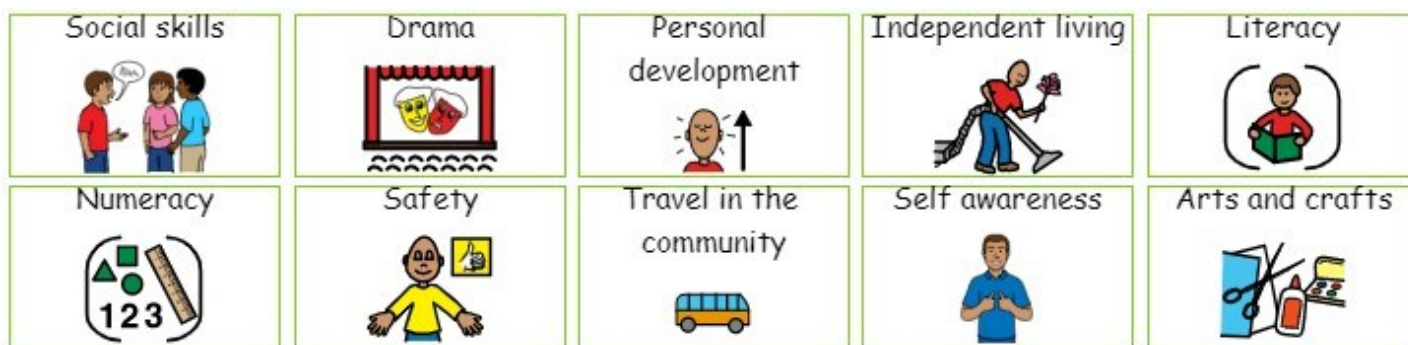 Social skills
Drama
Personal
development
Independent living
Literacy
Numeracy
123
Safety
Travel in the
community
Self awareness
Arts and crafts